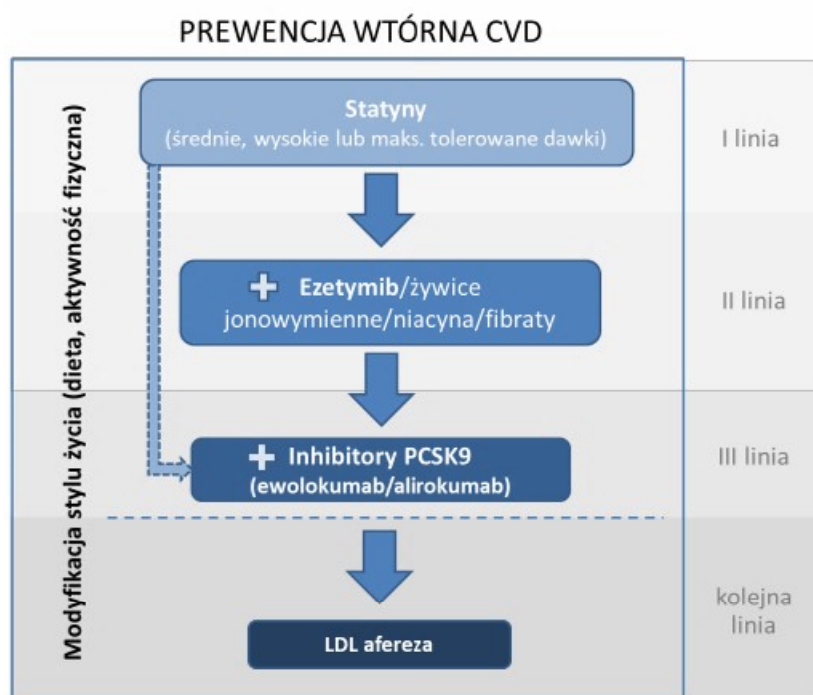 PREWENCJA WTÓRNA CVD
Modyfikacja stylu życia (dieta, aktywność fizyczna)
Statyny
(średnie, wysokie lub maks. tolerowane dawki)
I linia
+ Ezetymib/żywice
jonowymienne/niacyna/fibraty
II linia
+ Inhibitory PCSK9
(ewolokumab/alirokumab)
III linia
LDL afereza
kolejna
linia